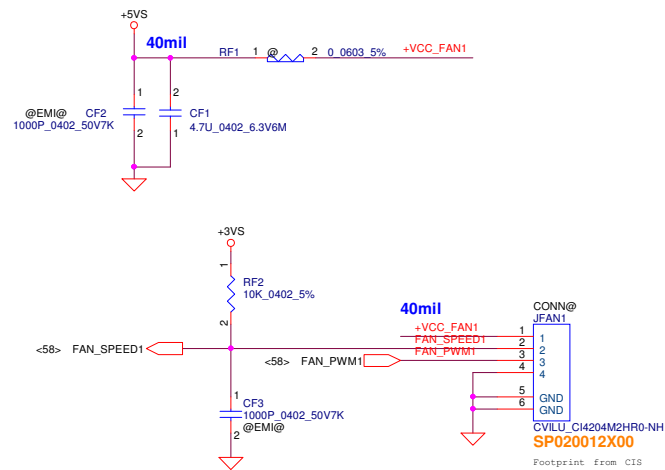 +5VS
40mil
RF1 1 @ 2 0_0603_5% +VCC_FAN1
1 2
@EMI@ CF2 CF1
1000P_0402_50V7K 4.7U_0402_6.3V6M
2 1
+3VS
1
RF2
10K_0402_5%
2
40mil
CONN@
JFAN1
+VCC_FAN1 1 1
<58> FAN_SPEED1 FAN_SPEED1 2 2
<58> FAN_PWM1 FAN_PWM1 3 3
4 4
1
CF3
1000P_0402_50V7K
@EMI@
2
5 GND
6 GND
CVILU_CI4204M2HR0-NH
SP020012X00
Footprint from CIS